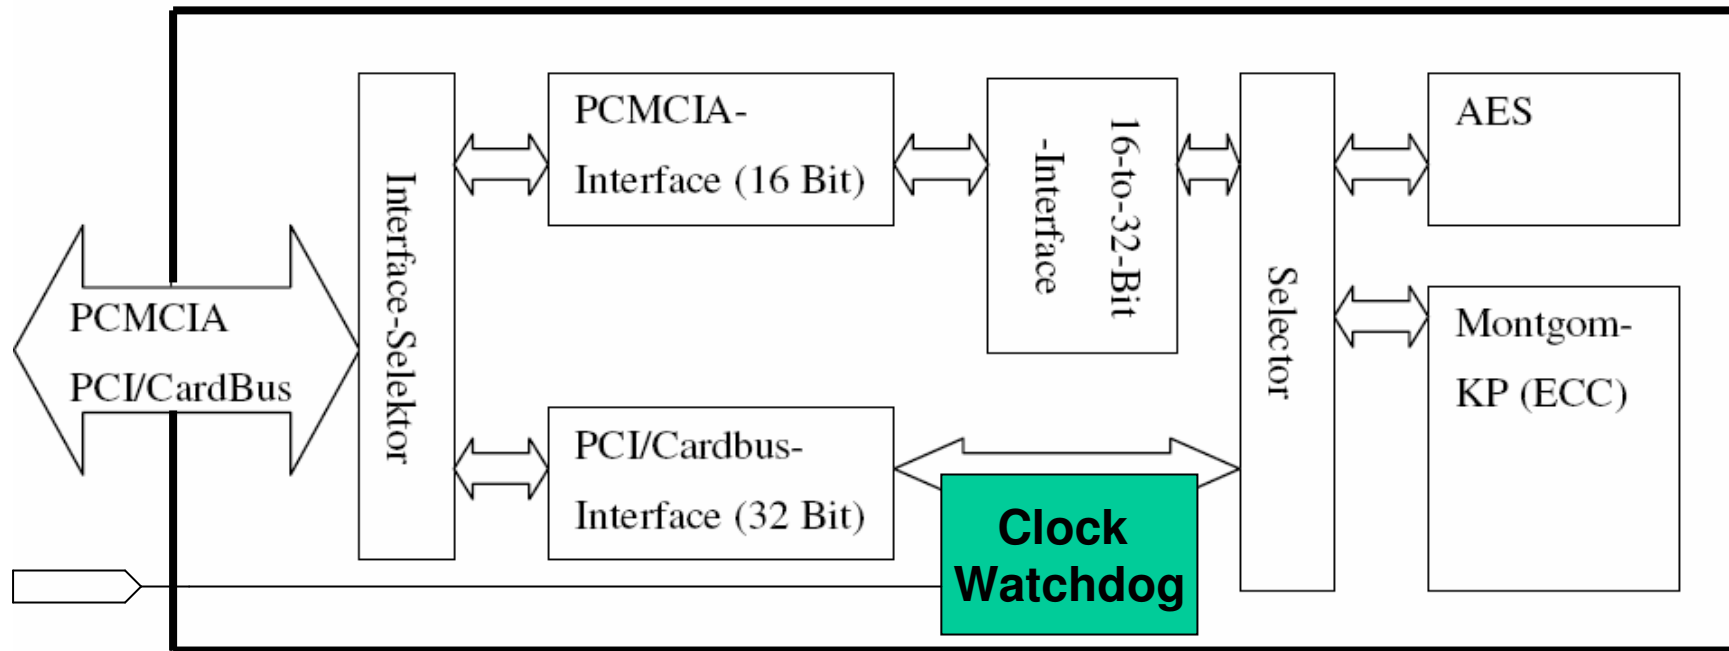 PCMCIA
PCI/CardBus
Interface-Selektor
PCMCIA-
Interface (16 Bit)
PCI/Cardbus-
Interface (32 Bit)
16-to-32-Bit
-Interface
Clock
Watchdog
Selector
AES
Montgom-
KP (ECC)